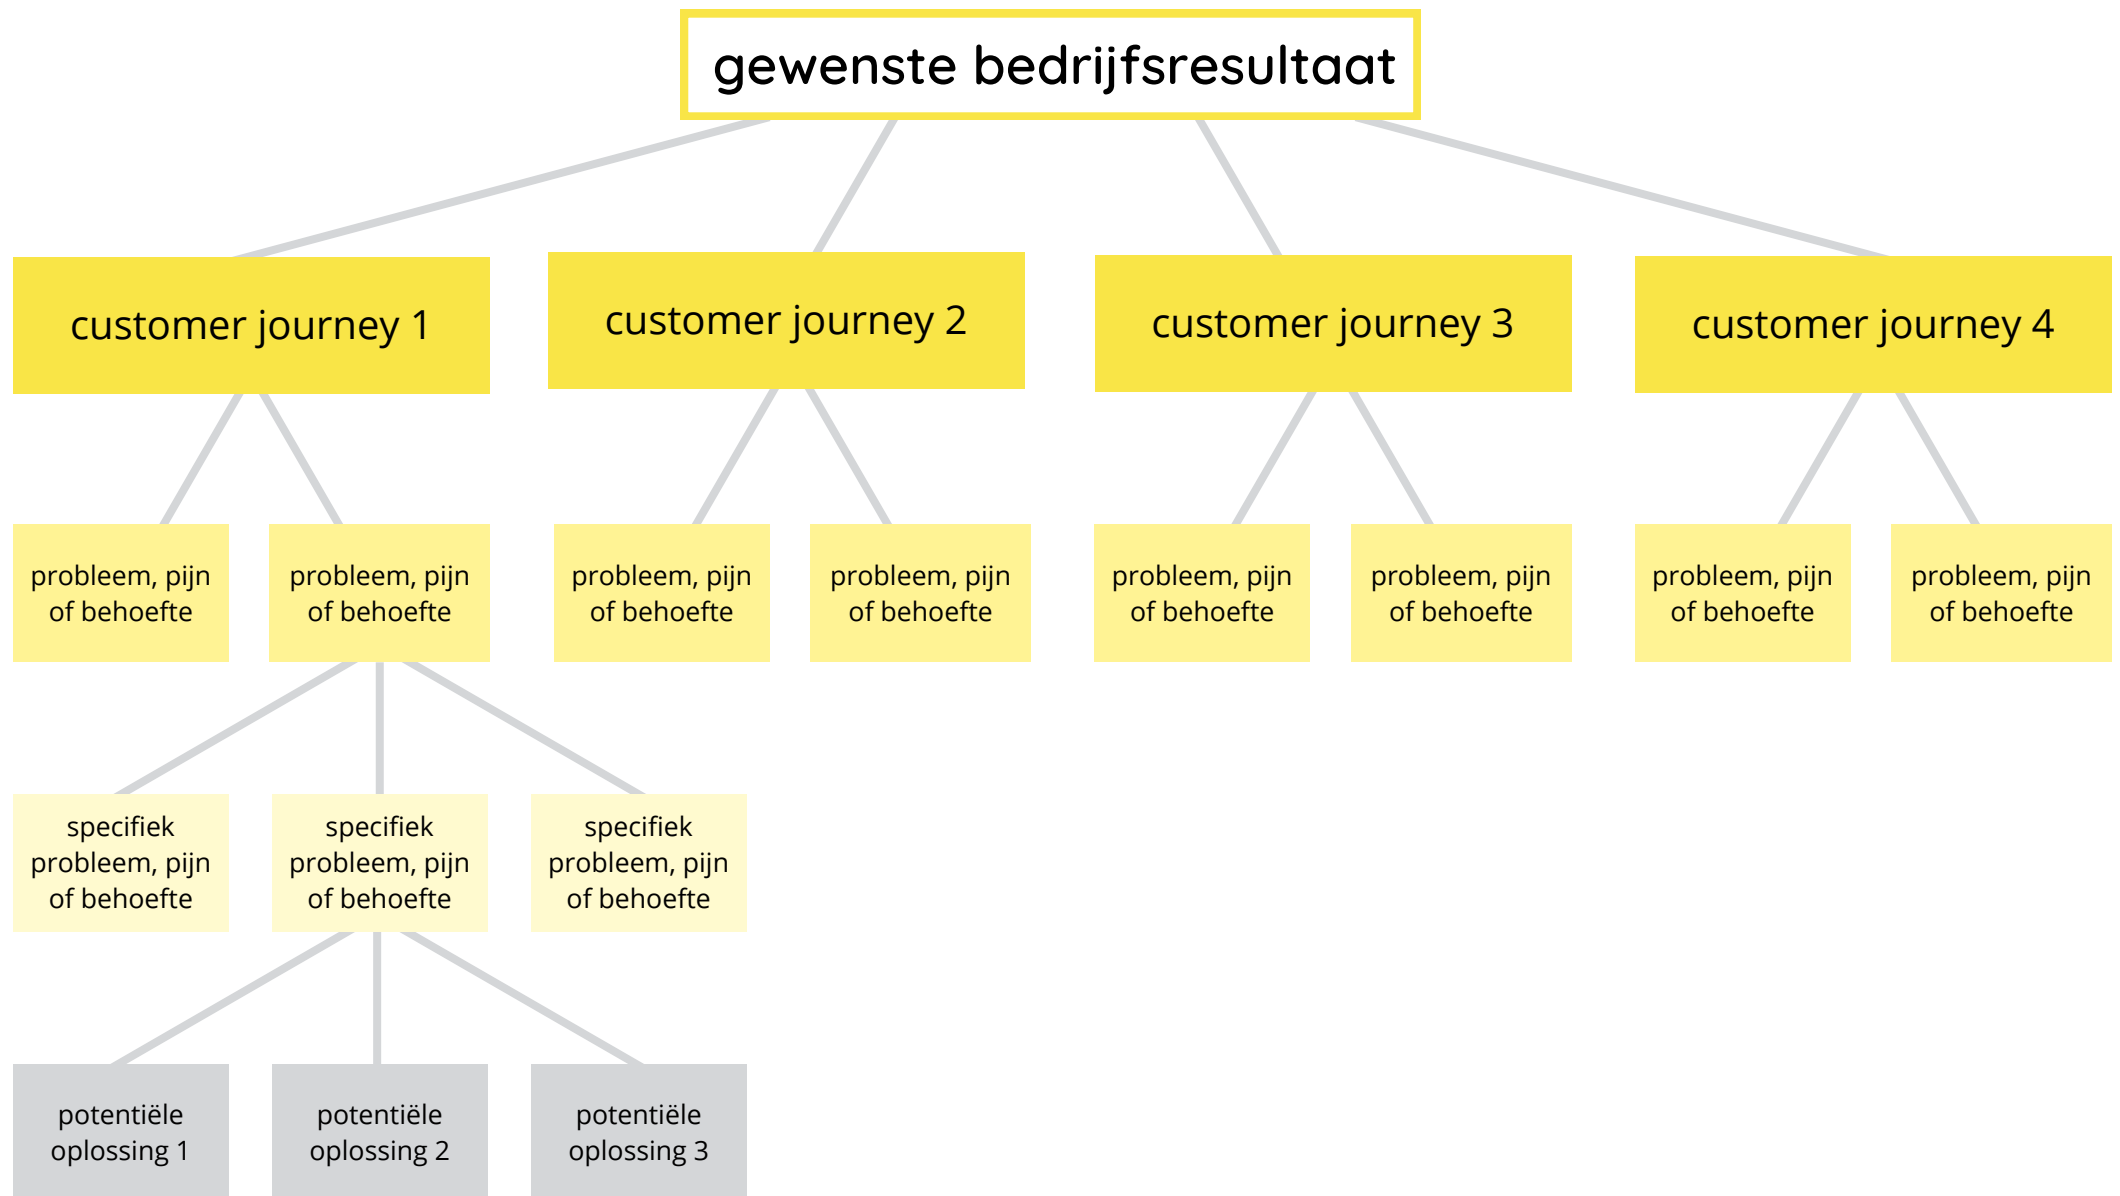 gewenste bedrijfsresultaat
customer journey 1
customer journey 2
customer journey 3
customer journey 4
probleem, pijn
of behoefte
probleem, pijn
of behoefte
probleem, pijn
of behoefte
probleem, pijn
of behoefte
probleem, pijn
of behoefte
probleem, pijn
of behoefte
probleem, pijn
of behoefte
probleem, pijn
of behoefte
specifiek
probleem, pijn
of behoefte
specifiek
probleem, pijn
of behoefte
specifiek
probleem, pijn
of behoefte
potentiële
oplossing 1
potentiële
oplossing 2
potentiële
oplossing 3